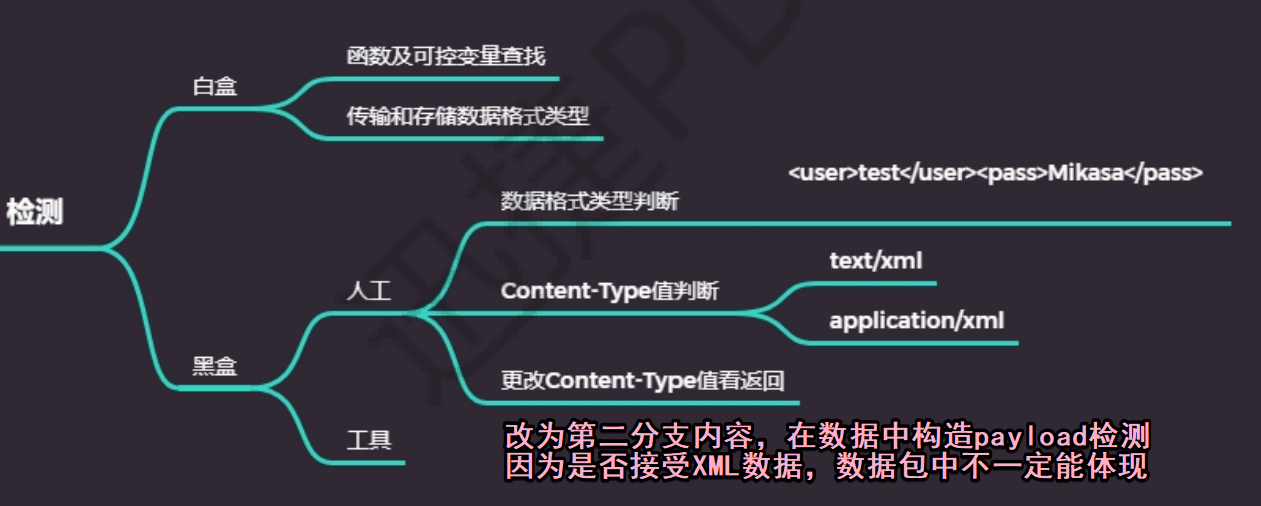 函数及可控变量查找
白盒
传输和存储数据格式类型
<user>test</user><pass>Mikasa</pass>
数据格式类型判断
检测
text/xml
人工
Content-Type值判断
application/xml
黑盒
更改Content-Type值看返回
工具
改为第二分支内容，在数据中构造payload检测
因为是否接受XML数据，数据包中不一定能体现
迅捷PD